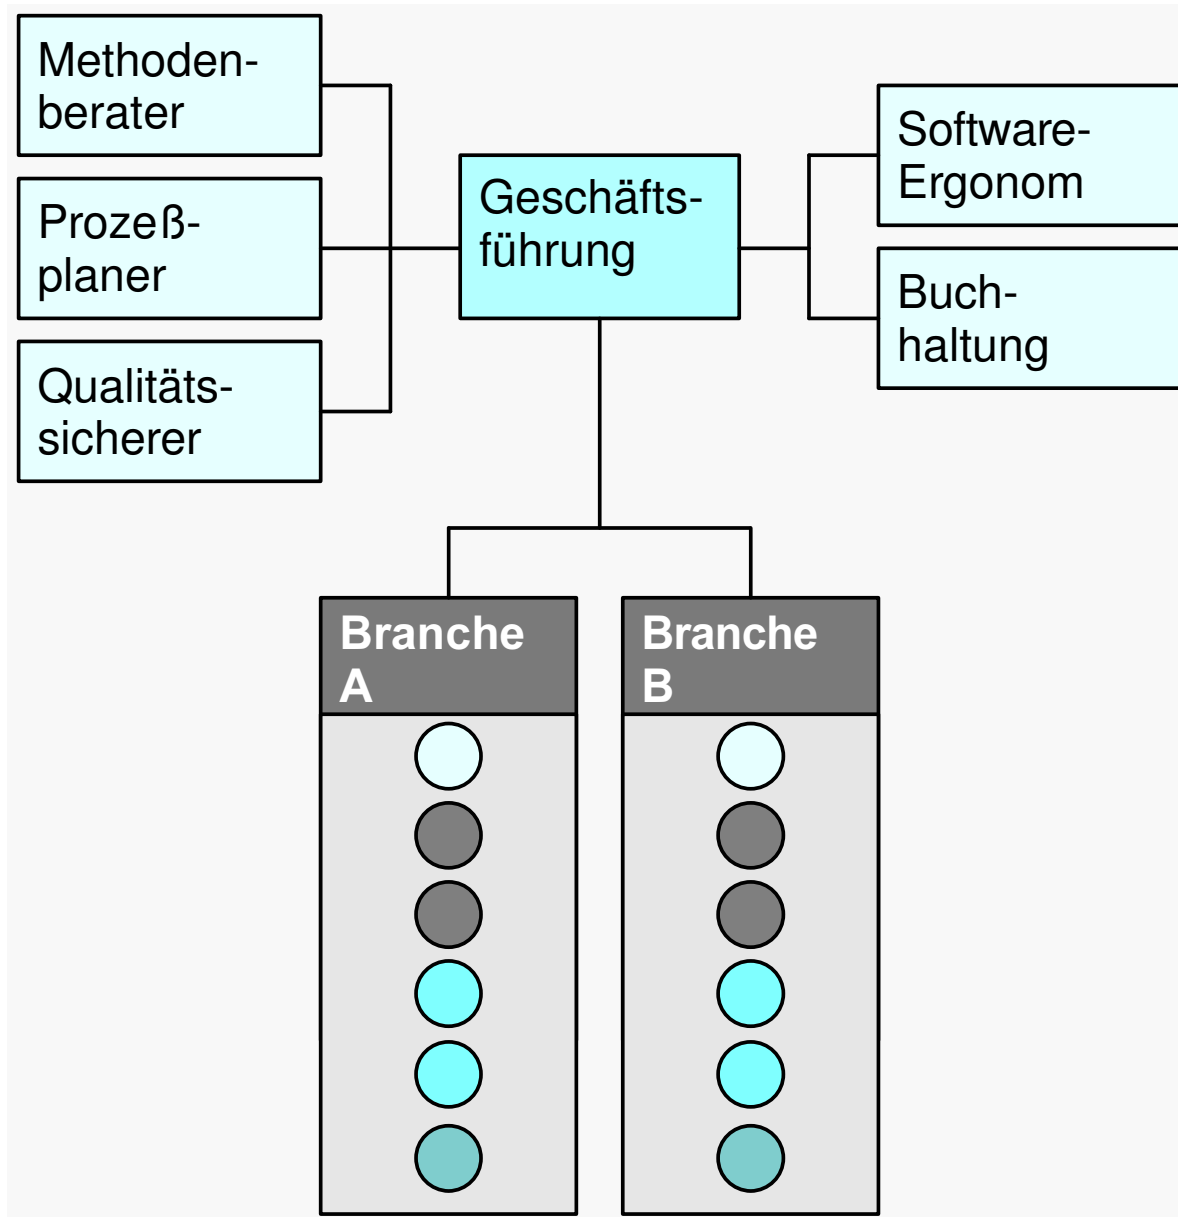 Methoden-
berater
Prozeß-
planer
Qualitäts-
sicherer
Geschäfts-
führung
Software-
Ergonom
Buch-
haltung
Branche
A
Branche
B